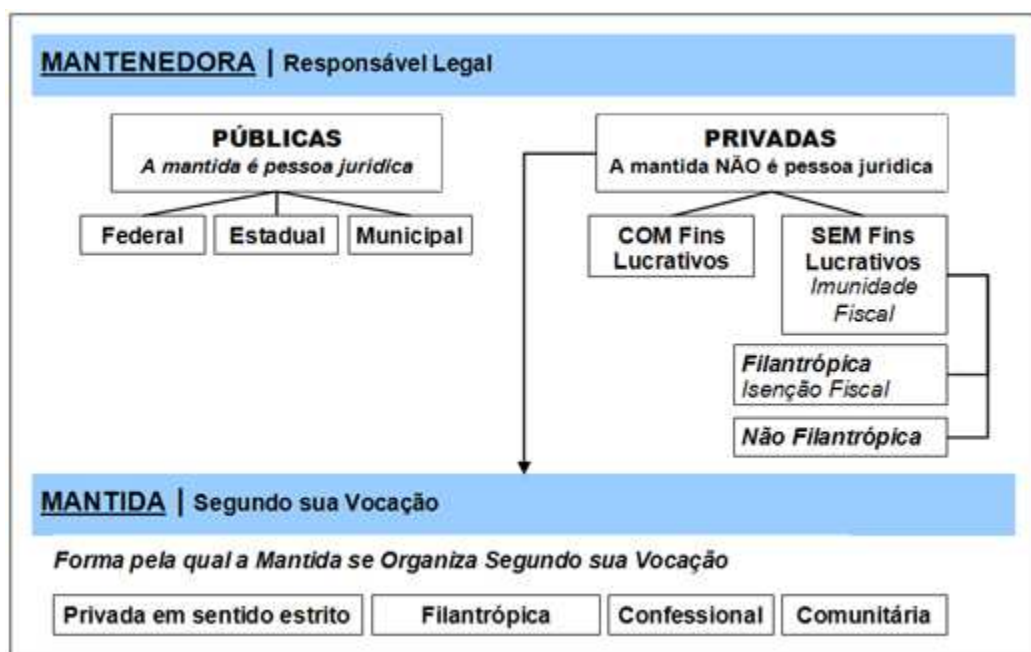 MANTENEDORA | Responsável Legal
PÚBLICAS
A mantida é pessoa juridica
Federal
Estadual
Municipal
PRIVADAS
A mantida NÃO é pessoa juridica
COM Fins
Lucrativos
SEM Fins
Lucrativos
Imunidade
Fiscal
Filantrópica
Isenção Fiscal
Não Filantrópica
MANTIDA | Segundo sua Vocação
Forma pela qual a Mantida se Organiza Segundo sua Vocação
Privada em sentido estrito
Filantrópica
Confessional
Comunitária